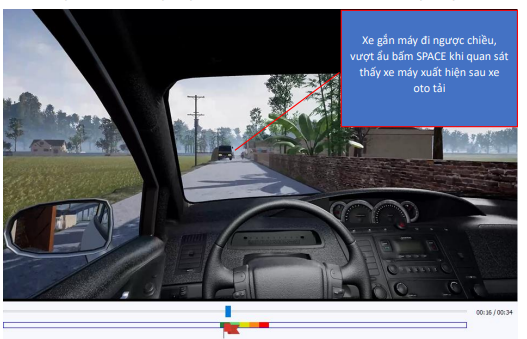 Xe gắn máy đi ngược chiều,
vượt ẩu bấm SPACE khi quan sát
thấy xe máy xuất hiện sau xe
oto tải
00:16 / 00:34